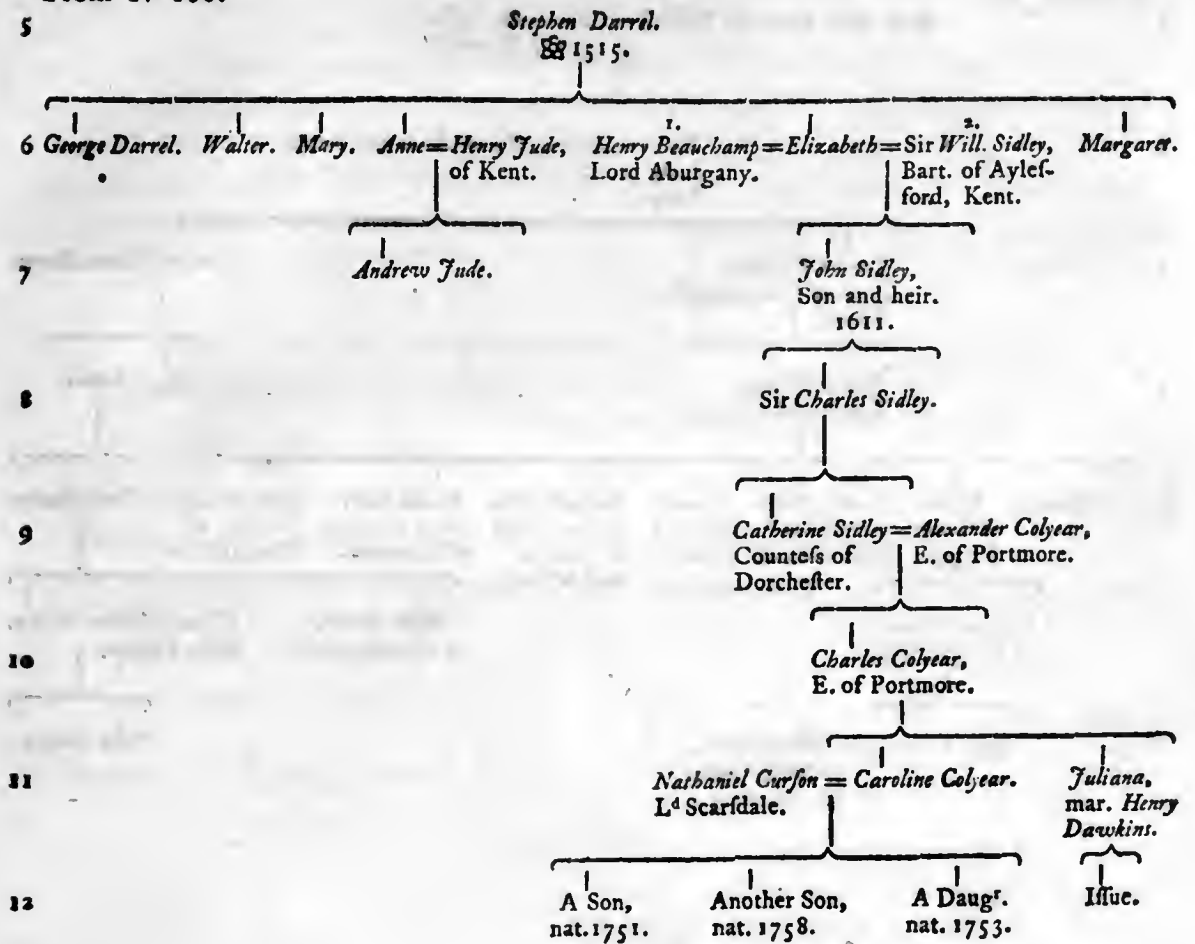 5 Stephen Darrel.
1515.
6 George Darrel. Walter. Mary. Anne = Henry Jude, of Kent. 1. Henry Beauchamp = Elizabeth = 2. Sir Will. Sidley, Margaret.
Lord Aburgany. Bart. of Aylesſ-
ford, Kent.
7 Andrew Jude. John Sidley,
Son and heir.
1611.
8 Sir Charles Sidley.
9 Catherine Sidley = Alexander Colyear,
Counteſs of E. of Portmore.
Dorcheſter.
10 Charles Colyear,
E. of Portmore.
11 Nathaniel Curſon = Caroline Colyear. Juliana,
Lᵈ Scarſdale. mar. Henry
Dawkins.
12 A Son, Another Son, A Daugʳ. Iſſue.
nat. 1751. nat. 1758. nat. 1753.